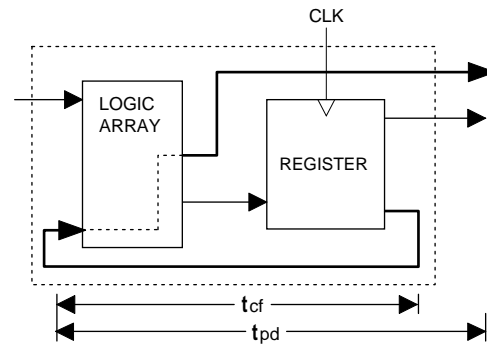 CLK
LOGIC
ARRAY
REGISTER
tcf
tpd